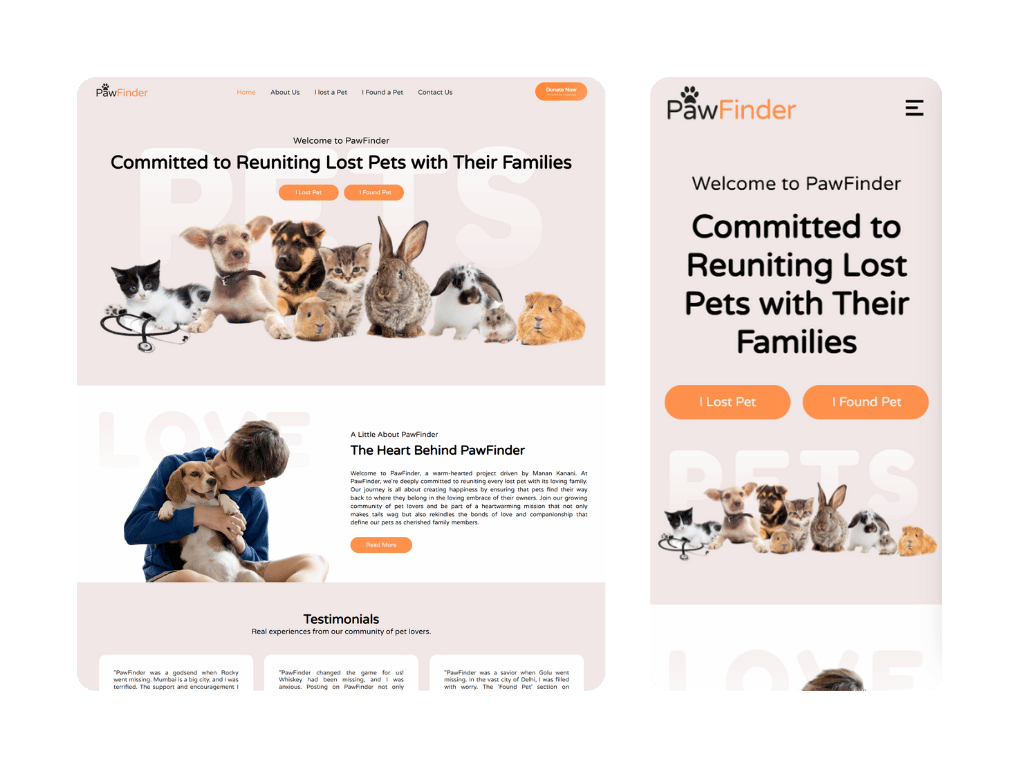 PawFinder
Home About Us I lost a Pet I Found a Pet Contact Us
Donate Now
Welcome to PawFinder
Committed to Reuniting Lost Pets with Their Families
PETS
I Lost Pet I Found Pet
LOVE
A Little About PawFinder
The Heart Behind PawFinder
Welcome to PawFinder, a warm-hearted project driven by Manan Kanani. At
PawFinder, we're deeply committed to reuniting every lost pet with its loving family.
Our journey is all about creating happiness by ensuring that pets find their way
back to where they belong in the loving embrace of their owners. Join our growing
community of pet lovers and be part of a heartwarming mission that not only
makes tails wag but also rekindles the bonds of love and companionship that
define our pets as cherished family members.
Read More
Testimonials
Real experiences from our community of pet lovers.
"PawFinder was a godsend when Rocky
went missing. Mumbai is a big city, and I was
terrified. The support and encouragement I
"PawFinder changed the game for us!
Whiskey had been missing, and I was
anxious. Posting on PawFinder not only
"PawFinder was a savior when Golu went
missing. In the vast city of Delhi, I was filled
with worry. The 'Found Pet' section on
PawFinder
Welcome to PawFinder
Committed to
Reuniting Lost
Pets with Their
Families
I Lost Pet I Found Pet
PETS
LOVE